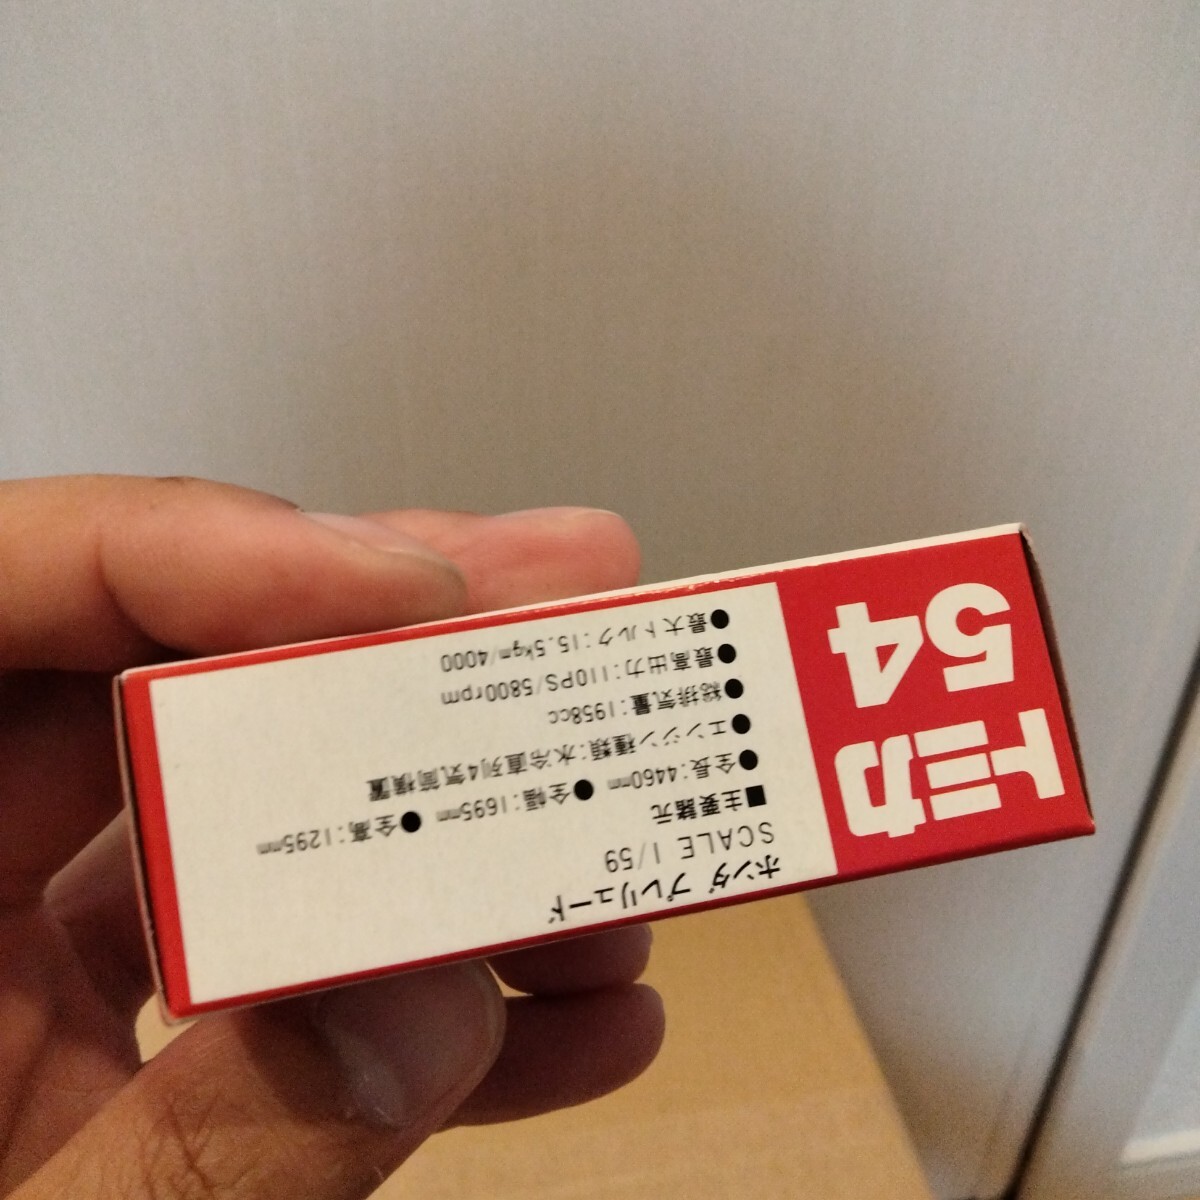 トミカ
54
ホンダ プレリュード
SCALE 1/59
■主要諸元
●全長:4460mm ●全幅:1695mm ●全高:1295mm
●エンジン種類:水冷直列4気筒横置
●総排気量:1958cc
●最高出力:110PS/5800rpm
●最大トルク:15.5kgm/4000